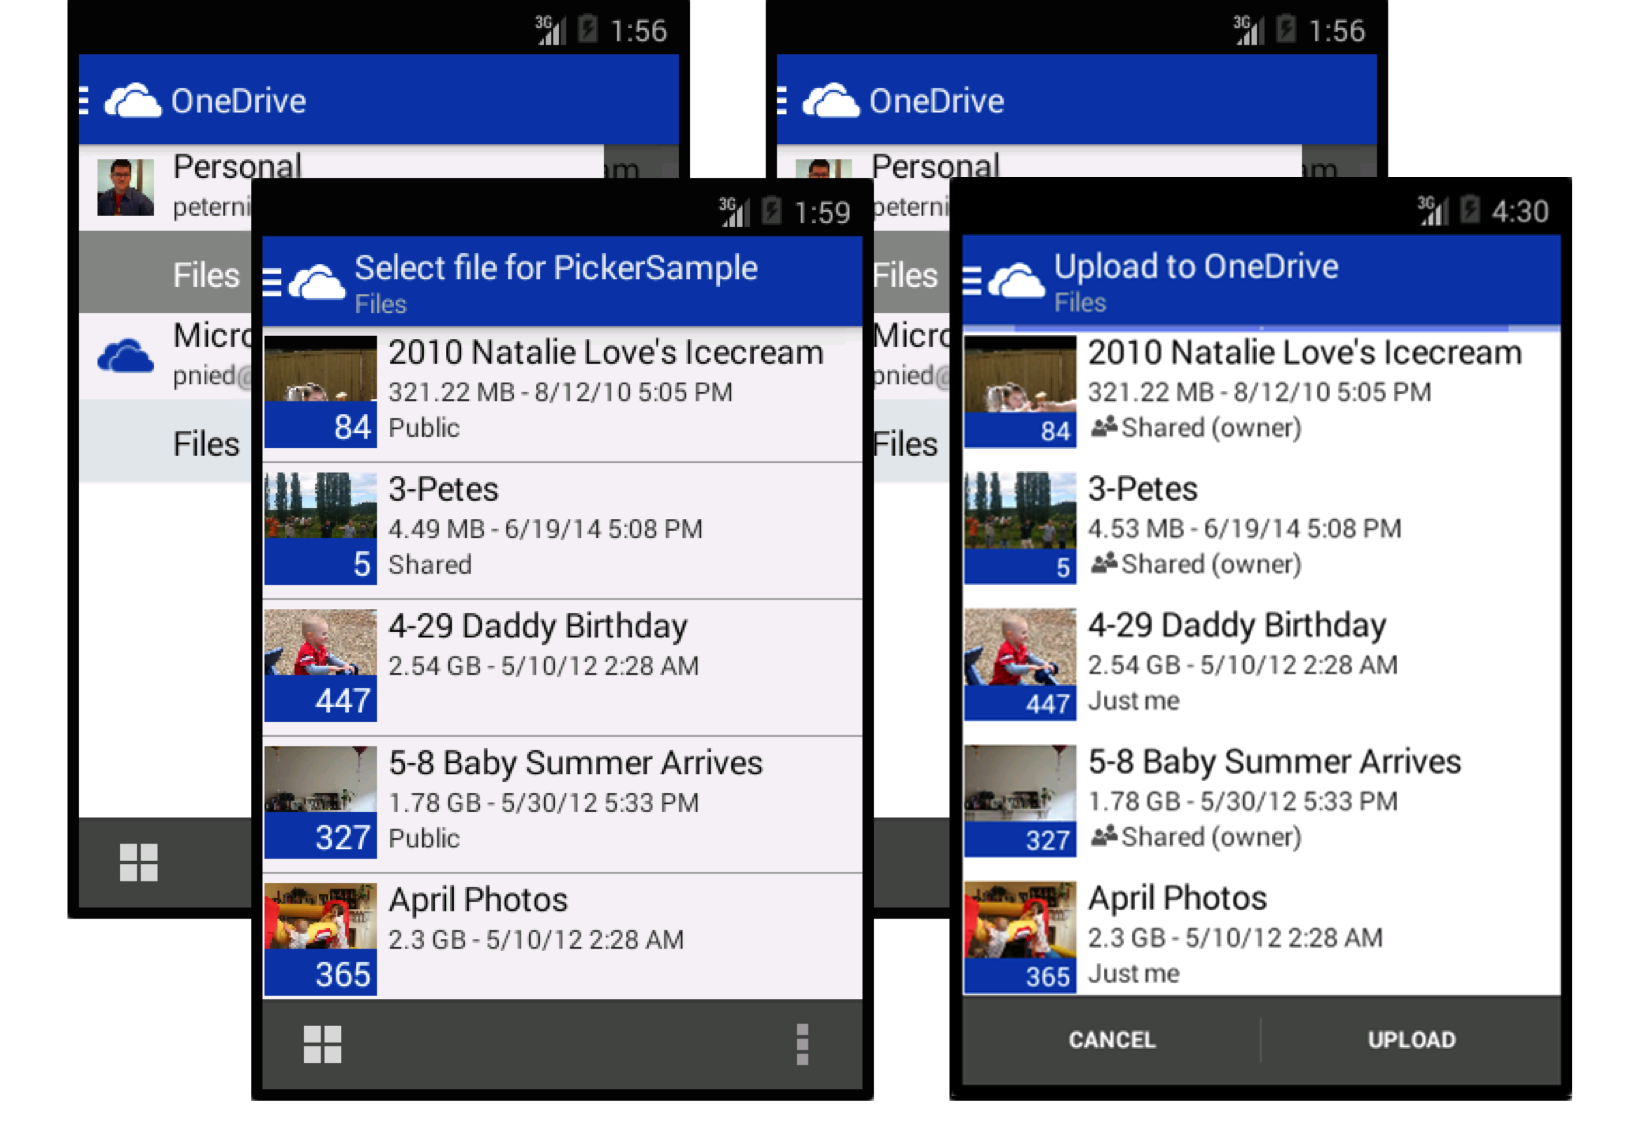 3G 1:56
OneDrive
Personal
peterni
Files
Micro
pnied@
Files
3G 1:59
Select file for PickerSample
Files
2010 Natalie Love's Icecream
321.22 MB - 8/12/10 5:05 PM
84
Public
3-Petes
4.49 MB - 6/19/14 5:08 PM
5
Shared
4-29 Daddy Birthday
2.54 GB - 5/10/12 2:28 AM
447
5-8 Baby Summer Arrives
1.78 GB - 5/30/12 5:33 PM
327
Public
April Photos
2.3 GB - 5/10/12 2:28 AM
365
3G 1:56
OneDrive
Personal
peterni
Files
Micro
pnied@
Files
3G 4:30
Upload to OneDrive
Files
2010 Natalie Love's Icecream
321.22 MB - 8/12/10 5:05 PM
84
Shared (owner)
3-Petes
4.53 MB - 6/19/14 5:08 PM
5
Shared (owner)
4-29 Daddy Birthday
2.54 GB - 5/10/12 2:28 AM
447
Just me
5-8 Baby Summer Arrives
1.78 GB - 5/30/12 5:33 PM
327
Shared (owner)
April Photos
2.3 GB - 5/10/12 2:28 AM
365
Just me
CANCEL
UPLOAD